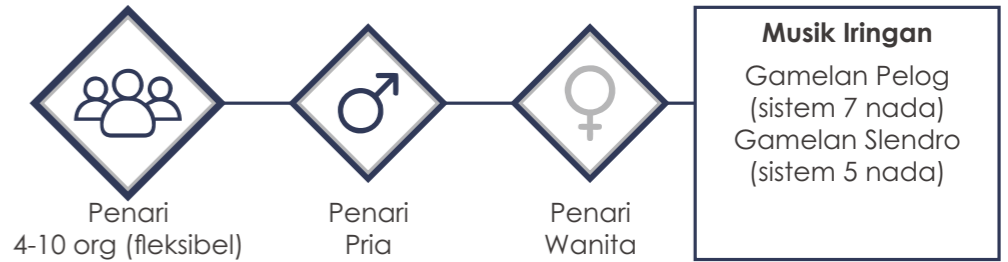 Penari
4-10 org (fleksibel)
Penari
Pria
Penari
Wanita
Musik Iringan
Gamelan Pelog
(sistem 7 nada)
Gamelan Slendro
(sistem 5 nada)